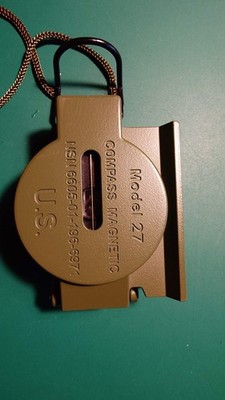 Model 27
COMPASS MAGNETIC
NSN 6605-01-196-6971
U.S.